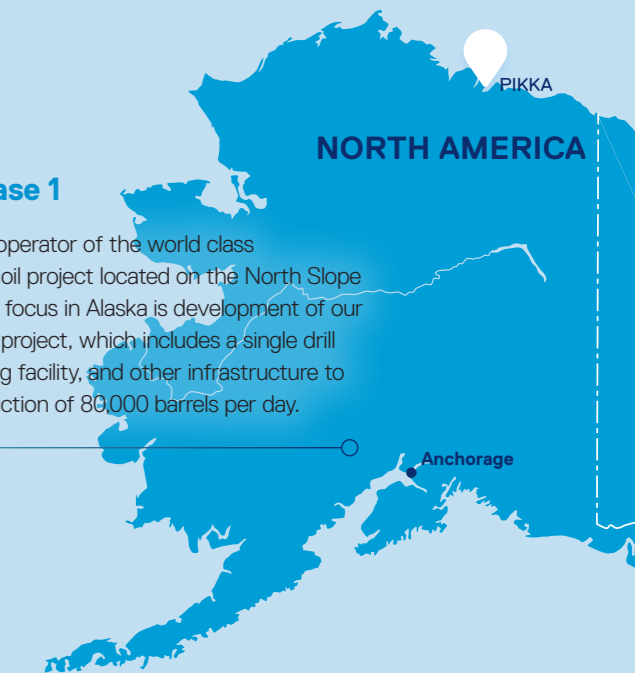 PIKKA
NORTH AMERICA
ase 1
operator of the world class
oil project located on the North Slope
focus in Alaska is development of our
project, which includes a single drill
g facility, and other infrastructure to
uction of 80,000 barrels per day.
Anchorage